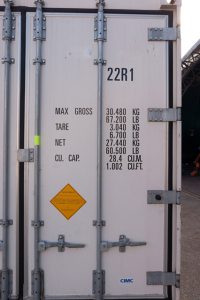 22R1
MAX GROSS 30.480 KG
67.200 LB
TARE 3.040 KG
6.700 LB
NET 27.440 KG
60.500 LB
CU. CAP. 28.4 CU.M.
1.002 CU.FT.
CIMC